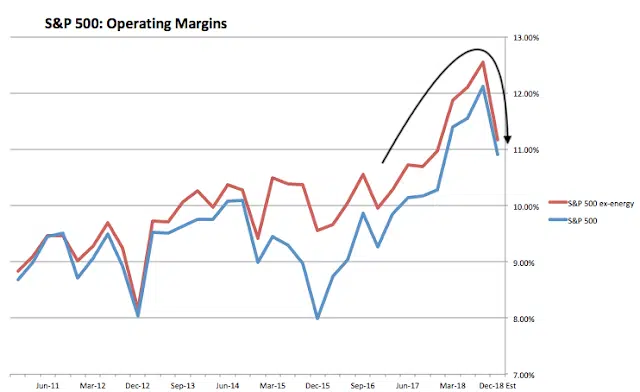 S&P 500: Operating Margins
13.00%
12.00%
11.00%
10.00%
9.00%
8.00%
7.00%
S&P 500 ex-energy
S&P 500
Jun-11 Mar-12 Dec-12 Sep-13 Jun-14 Mar-15 Dec-15 Sep-16 Jun-17 Mar-18 Dec-18 Est